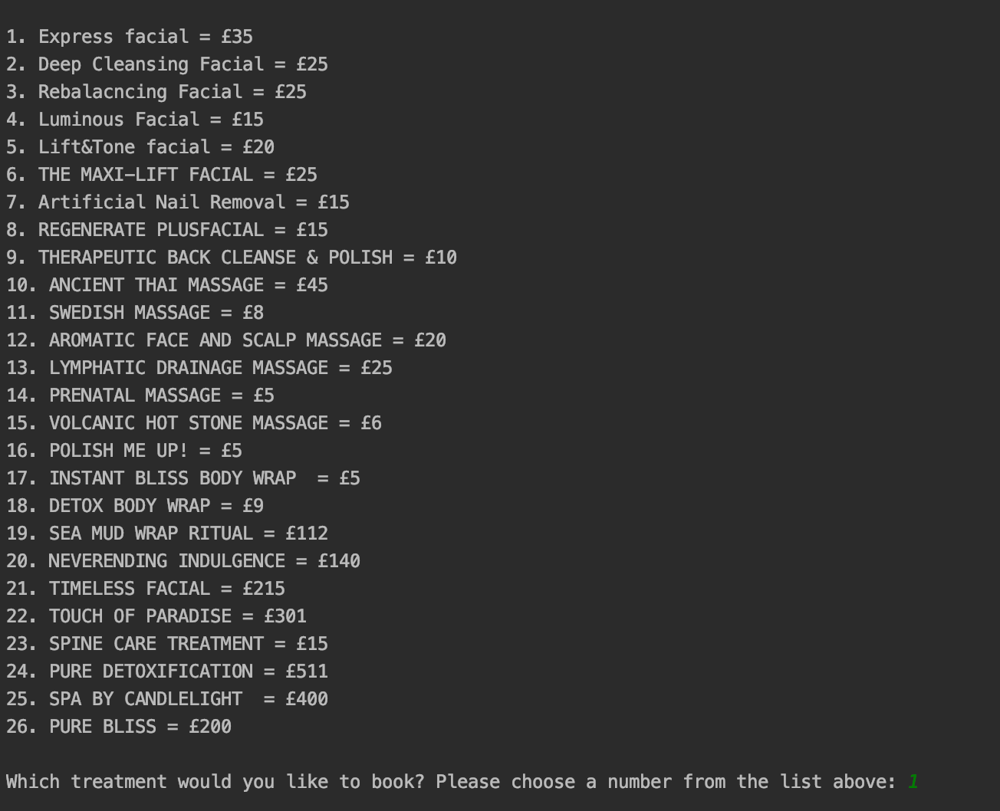 1. Express facial = £35
2. Deep Cleansing Facial = £25
3. Rebalacncing Facial = £25
4. Luminous Facial = £15
5. Lift&Tone facial = £20
6. THE MAXI-LIFT FACIAL = £25
7. Artificial Nail Removal = £15
8. REGENERATE PLUSFACIAL = £15
9. THERAPEUTIC BACK CLEANSE & POLISH = £10
10. ANCIENT THAI MASSAGE = £45
11. SWEDISH MASSAGE = £8
12. AROMATIC FACE AND SCALP MASSAGE = £20
13. LYMPHATIC DRAINAGE MASSAGE = £25
14. PRENATAL MASSAGE = £5
15. VOLCANIC HOT STONE MASSAGE = £6
16. POLISH ME UP! = £5
17. INSTANT BLISS BODY WRAP  = £5
18. DETOX BODY WRAP = £9
19. SEA MUD WRAP RITUAL = £112
20. NEVERENDING INDULGENCE = £140
21. TIMELESS FACIAL = £215
22. TOUCH OF PARADISE = £301
23. SPINE CARE TREATMENT = £15
24. PURE DETOXIFICATION = £511
25. SPA BY CANDLELIGHT  = £400
26. PURE BLISS = £200
Which treatment would you like to book? Please choose a number from the list above: 1